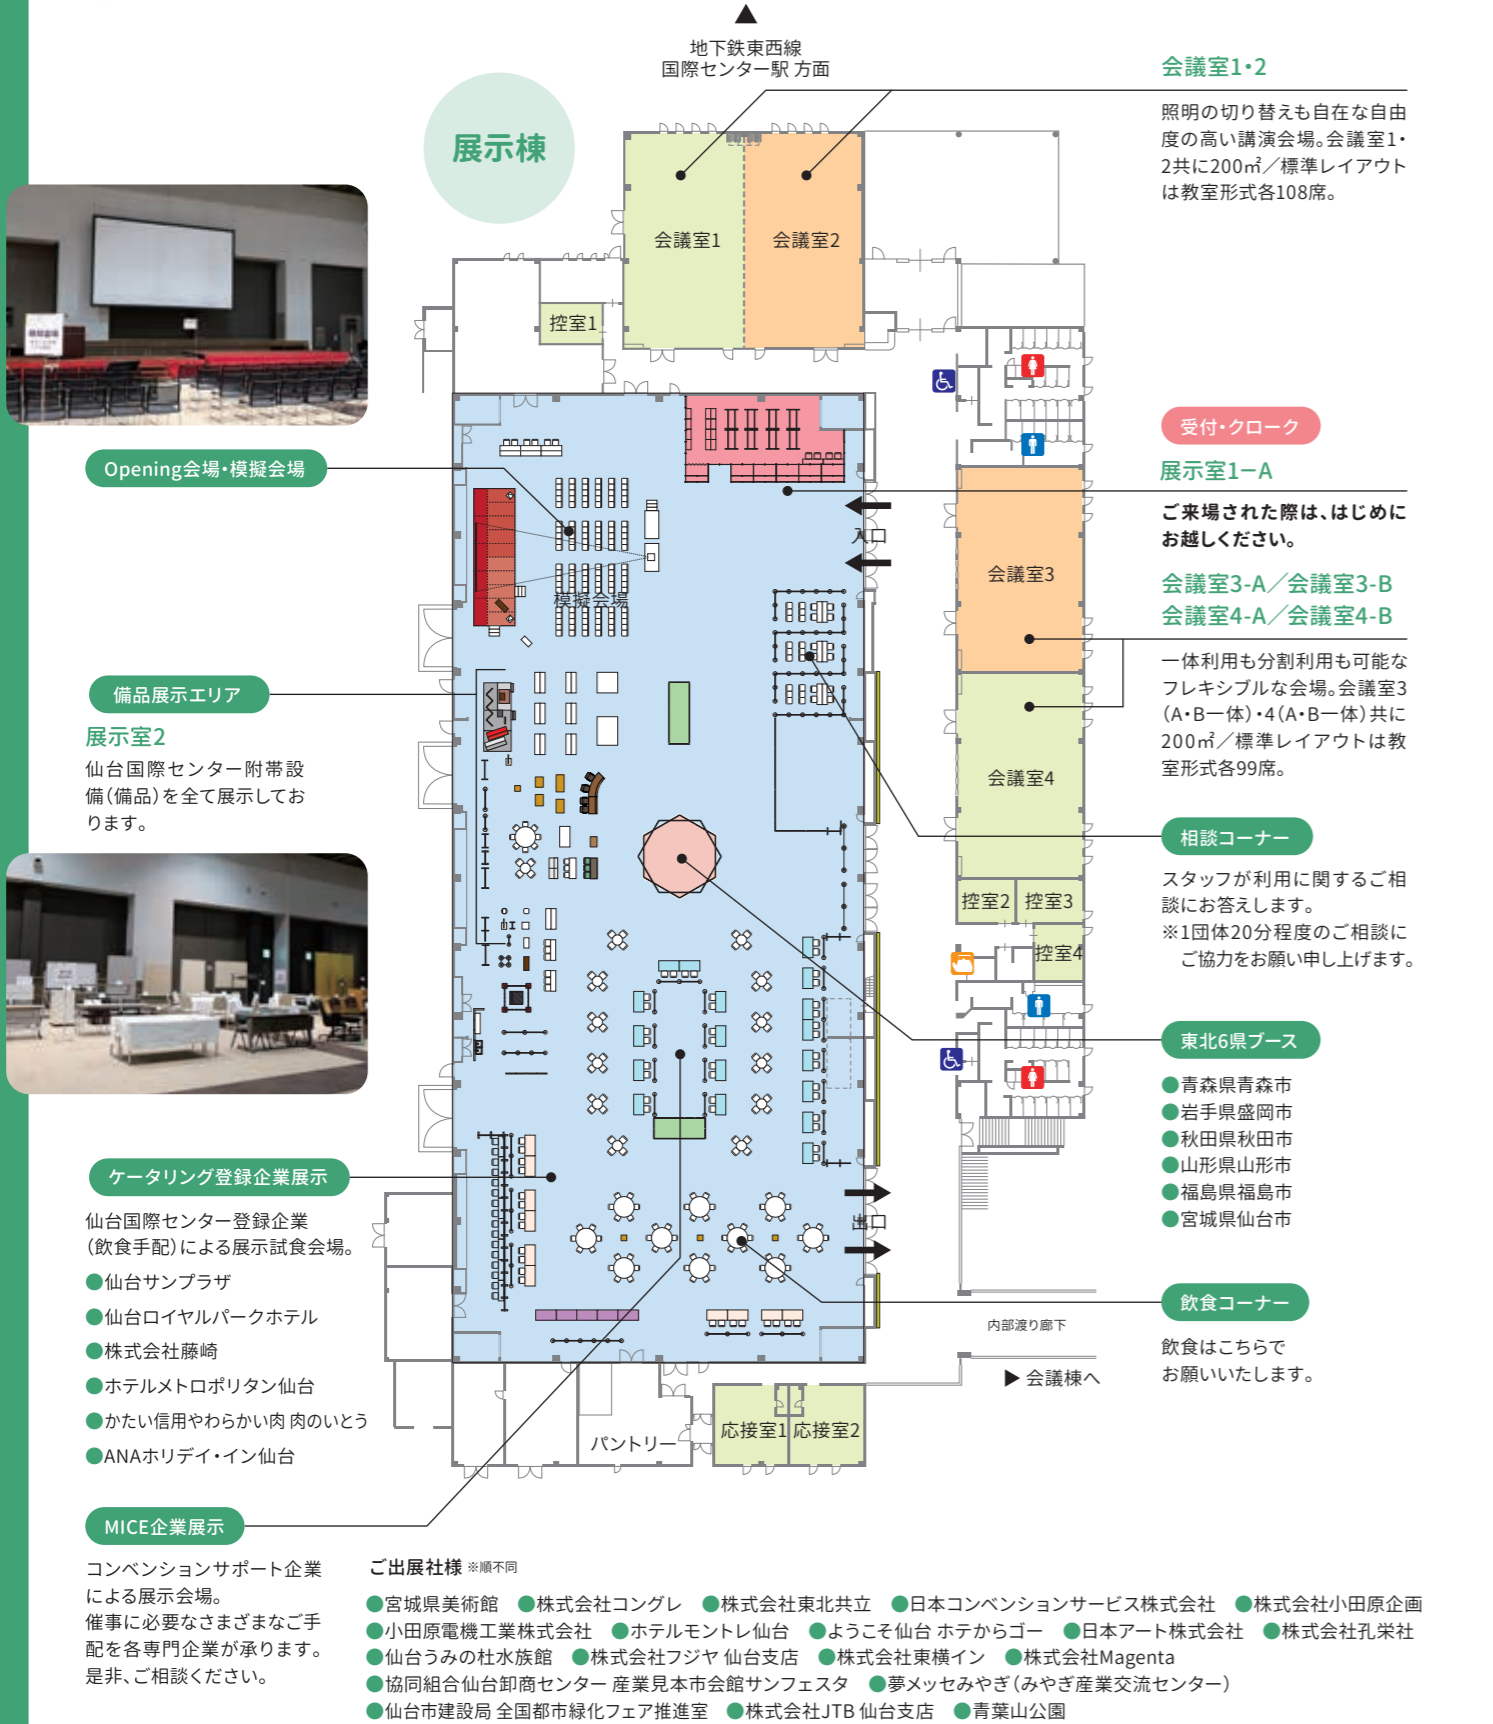 地下鉄東西線
国際センター駅 方面
展示棟
会議室1・2
照明の切り替えも自在な自由
度の高い講演会場。会議室1・
2共に200㎡／標準レイアウト
は教室形式各108席。
会議室1
会議室2
控室1
Opening会場・模擬会場
受付・クローク
展示室1－A
ご来場された際は、はじめに
お越しください。
入口
模擬会場
会議室3
会議室3-A／会議室3-B
会議室4-A／会議室4-B
一体利用も分割利用も可能な
フレキシブルな会場。会議室3
（A・B一体）・4（A・B一体）共に
200㎡／標準レイアウトは教
室形式各99席。
備品展示エリア
展示室2
仙台国際センター附帯設
備（備品）を全て展示してお
ります。
会議室4
相談コーナー
スタッフが利用に関するご相
談にお答えします。
※1団体20分程度のご相談に
ご協力をお願い申し上げます。
控室2
控室3
控室4
東北6県ブース
●青森県青森市
●岩手県盛岡市
●秋田県秋田市
●山形県山形市
●福島県福島市
●宮城県仙台市
ケータリング登録企業展示
仙台国際センター登録企業
（飲食手配）による展示試食会場。
●仙台サンプラザ
●仙台ロイヤルパークホテル
●株式会社藤崎
●ホテルメトロポリタン仙台
●かたい信用やわらかい肉 肉のいとう
●ANAホリデイ・イン仙台
出口
飲食コーナー
飲食はこちらで
お願いいたします。
内部渡り廊下
▶ 会議棟へ
パントリー
応接室1
応接室2
MICE企業展示
コンベンションサポート企業
による展示会場。
催事に必要なさまざまなご手
配を各専門企業が承ります。
是非、ご相談ください。
ご出展社様 ※順不同
●宮城県美術館 ●株式会社コングレ ●株式会社東北共立 ●日本コンベンションサービス株式会社 ●株式会社小田原企画
●小田原電機工業株式会社 ●ホテルモントレ仙台 ●ようこそ仙台 ホテからゴー ●日本アート株式会社 ●株式会社孔栄社
●仙台うみの杜水族館 ●株式会社フジヤ 仙台支店 ●株式会社東横イン ●株式会社Magenta
●協同組合仙台卸商センター 産業見本市会館サンフェスタ ●夢メッセみやぎ（みやぎ産業交流センター）
●仙台市建設局 全国都市緑化フェア推進室 ●株式会社JTB 仙台支店 ●青葉山公園